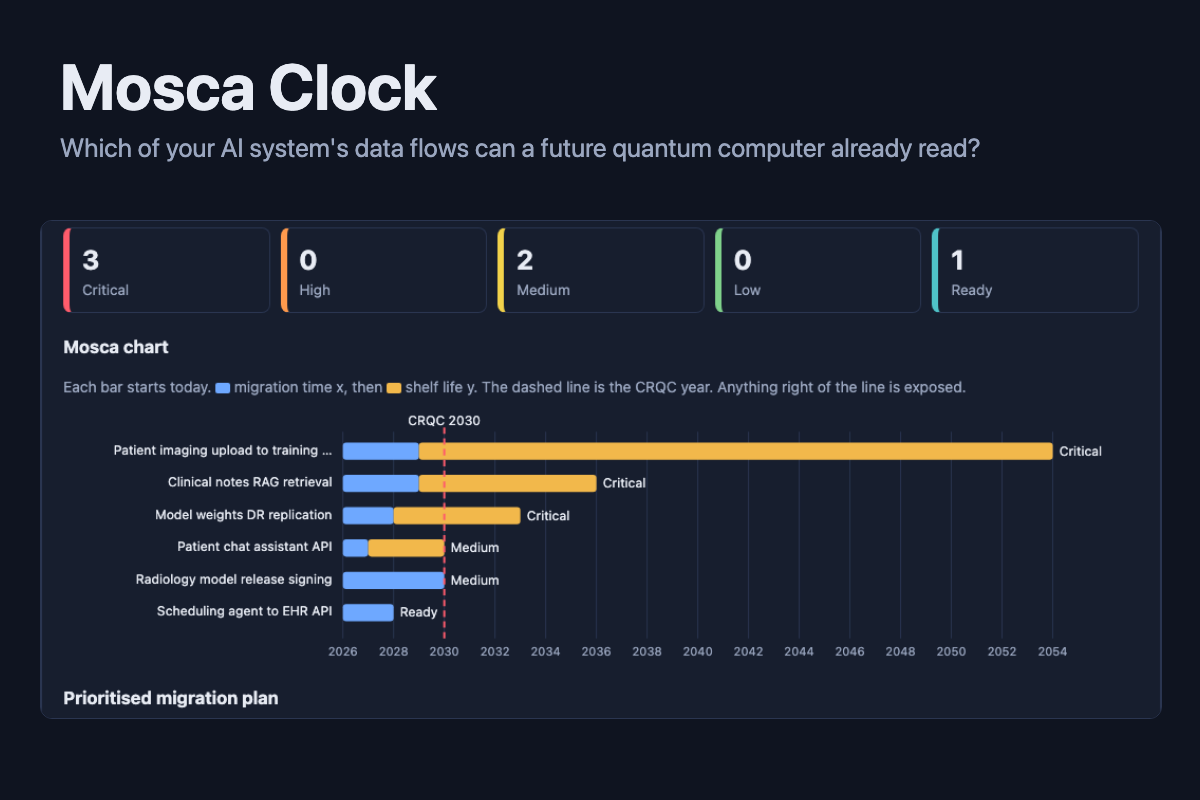 Mosca Clock
Which of your AI system's data flows can a future quantum computer already read?
3
Critical
0
High
2
Medium
0
Low
1
Ready
Mosca chart
Each bar starts today. migration time x, then shelf life y. The dashed line is the CRQC year. Anything right of the line is exposed.
CRQC 2030
Patient imaging upload to training ... Critical
Clinical notes RAG retrieval Critical
Model weights DR replication Critical
Patient chat assistant API Medium
Radiology model release signing Medium
Scheduling agent to EHR API Ready
2026 2028 2030 2032 2034 2036 2038 2040 2042 2044 2046 2048 2050 2052 2054
Prioritised migration plan